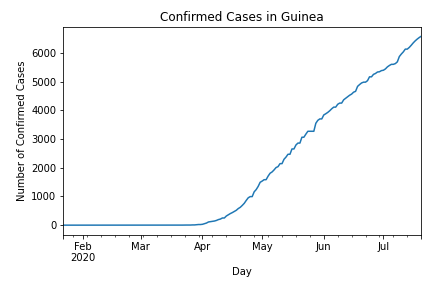 Confirmed Cases in Guinea
Number of Confirmed Cases
6000
5000
4000
3000
2000
1000
0
Feb Mar Apr May Jun Jul
2020
Day